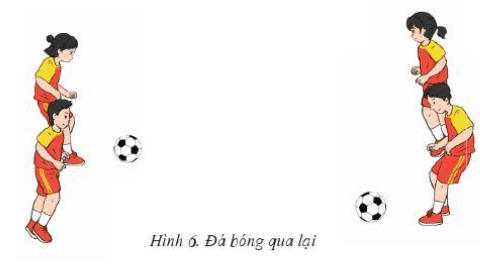 Hình 6. Đá bóng qua lại